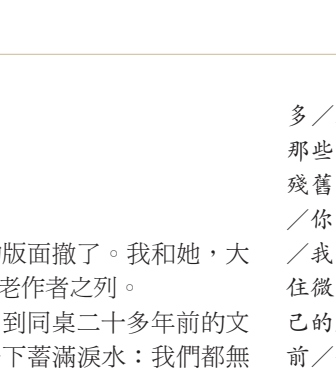 的版面撤了。我和她，大
老作者之列。
到同桌二十多年前的文
下蓄滿淚水：我們都無
多／
那些
殘舊
／你
／我
住微
己的
前／